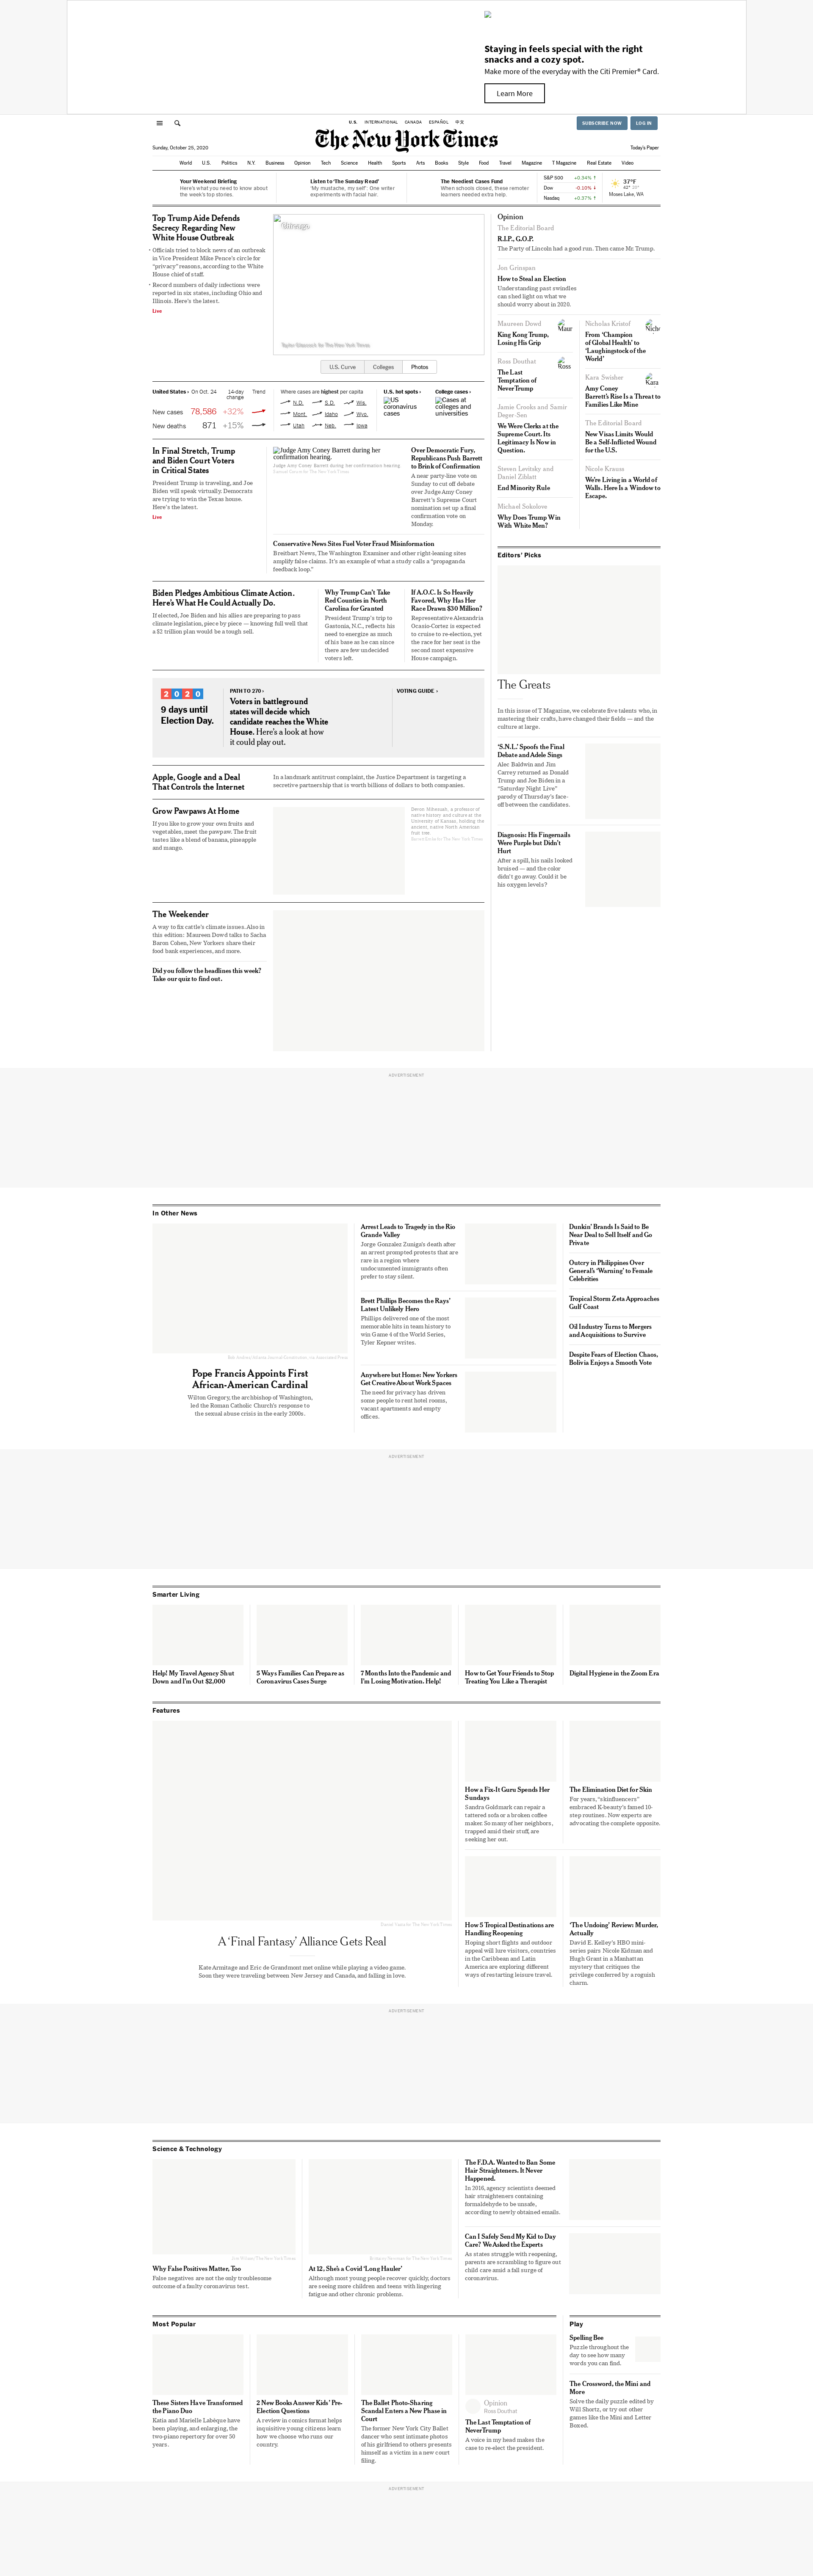 Staying in feels special with the right
snacks and a cozy spot.
Make more of everyday with the Citi Premier® Card.
Learn More
U.S. INTERNATIONAL CANADA ESPAÑOL 中文
SUBSCRIBE NOW LOG IN
The New York Times
Sunday, October 25, 2020
Today's Paper
World U.S. Politics N.Y. Business Opinion Tech Science Health Sports Arts Books Style Food Travel Magazine T Magazine Real Estate Video
Your Weekend Briefing
Here's what you need to know about
the week's top stories.
Listen to 'The Sunday Read'
'My mustache, my self': One writer
experiments with facial hair.
The Neediest Cases Fund
When schools closed, these remote
learners needed extra help.
S&P 500 +0.34% ↑
Dow -0.10% ↓
Nasdaq +0.37% ↑
37°F
42° 20°
Moses Lake, WA
Top Trump Aide Defends
Secrecy Regarding New
White House Outbreak
• Officials tried to block news of an outbreak
in Vice President Mike Pence's circle for
"privacy" reasons, according to the White
House chief of staff.
• Record numbers of daily infections were
reported in six states, including Ohio and
Illinois. Here's the latest.
Live
Chicago
Taylor Glascock for The New York Times
U.S. Curve Colleges Photos
United States › On Oct. 24 14-day
change Trend
New cases 78,586 +32%
New deaths 871 +15%
Where cases are highest per capita
N.D. S.D. Wis.
Mont. Idaho Wyo.
Utah Neb. Iowa
U.S. hot spots ›
US
coronavirus
cases
College cases ›
Cases at
colleges and
universities
In Final Stretch, Trump
and Biden Court Voters
in Critical States
President Trump is traveling, and Joe
Biden will speak virtually. Democrats
are trying to win the Texas house.
Here's the latest.
Live
Judge Amy Coney Barrett during her
confirmation hearing.
Judge Amy Coney Barrett during her confirmation hearing.
Samuel Corum for The New York Times
Over Democratic Fury,
Republicans Push Barrett
to Brink of Confirmation
A near party-line vote on
Sunday to cut off debate
over Judge Amy Coney
Barrett's Supreme Court
nomination set up a final
confirmation vote on
Monday.
Conservative News Sites Fuel Voter Fraud Misinformation
Breitbart News, The Washington Examiner and other right-leaning sites
amplify false claims. It's an example of what a study calls a "propaganda
feedback loop."
Biden Pledges Ambitious Climate Action.
Here's What He Could Actually Do.
If elected, Joe Biden and his allies are preparing to pass
climate legislation, piece by piece — knowing full well that
a $2 trillion plan would be a tough sell.
Why Trump Can't Take
Red Counties in North
Carolina for Granted
President Trump's trip to
Gastonia, N.C., reflects his
need to energize as much
of his base as he can since
there are few undecided
voters left.
If A.O.C. Is So Heavily
Favored, Why Has Her
Race Drawn $30 Million?
Representative Alexandria
Ocasio-Cortez is expected
to cruise to re-election, yet
the race for her seat is the
second most expensive
House campaign.
2020
9 days until
Election Day.
PATH TO 270 ›
Voters in battleground
states will decide which
candidate reaches the White
House. Here's a look at how
it could play out.
VOTING GUIDE ›
Apple, Google and a Deal
That Controls the Internet
In a landmark antitrust complaint, the Justice Department is targeting a
secretive partnership that is worth billions of dollars to both companies.
Grow Pawpaws At Home
If you like to grow your own fruits and
vegetables, meet the pawpaw. The fruit
tastes like a blend of banana, pineapple
and mango.
Devon Mihesuah, a professor of
native history and culture at the
University of Kansas, holding the
ancient, native North American
fruit tree.
The Weekender
A way to fix cattle's climate issues. Also in
this edition: Maureen Dowd talks to Sacha
Baron Cohen, New Yorkers share their
food bank experiences, and more.
Did you follow the headlines this week?
Take our quiz to find out.
Opinion
The Editorial Board
R.I.P., G.O.P.
The Party of Lincoln had a good run. Then came Mr. Trump.
Jon Grinspan
How to Steal an Election
Understanding past swindles
can shed light on what we
should worry about in 2020.
Maureen Dowd
King Kong Trump,
Losing His Grip
Maur
Ross Douthat
The Last
Temptation of
NeverTrump
Ross
Jamie Crooks and Samir
Deger-Sen
We Were Clerks at the
Supreme Court. Its
Legitimacy Is Now in
Question.
Steven Levitsky and
Daniel Ziblatt
End Minority Rule
Michael Sokolove
Why Does Trump Win
With White Men?
Nicholas Kristof
From 'Champion
of Global Health' to
'Laughingstock of the
World'
Nicho
Kara Swisher
Amy Coney
Barrett's Rise Is a Threat to
Families Like Mine
Kara
The Editorial Board
New Visas Limits Would
Be a Self-Inflicted Wound
for the U.S.
Nicole Krauss
We're Living in a World of
Walls. Here Is a Window to
Escape.
Editors' Picks
The Greats
In this issue of T Magazine, we celebrate five talents who, in
mastering their crafts, have changed their fields — and the
culture at large.
'S.N.L.' Spoofs the Final
Debate and Adele Sings
Alec Baldwin and Jim
Carrey returned as Donald
Trump and Joe Biden in a
"Saturday Night Live"
parody of Thursday's face-
off between the candidates.
Diagnosis: His Fingernails
Were Purple but Didn't
Hurt
After a spill, his nails looked
bruised — and the color
didn't go away. Could it be
his oxygen levels?
ADVERTISEMENT
In Other News
Pope Francis Appoints First
African-American Cardinal
Wilton Gregory, the archbishop of Washington,
led the Roman Catholic Church's response to
the sexual abuse crisis in the early 2000s.
Arrest Leads to Tragedy in the Rio
Grande Valley
Jorge Gonzalez Zuniga's death after
an arrest prompted protests that are
rare in a region where
undocumented immigrants often
prefer to stay silent.
Brett Phillips Becomes the Rays'
Latest Unlikely Hero
Phillips delivered one of the most
memorable hits in team history to
win Game 4 of the World Series,
Tyler Kepner writes.
Anywhere but Home: New Yorkers
Get Creative About Work Spaces
The need for privacy has driven
some people to rent hotel rooms,
vacant apartments and empty
offices.
Dunkin' Brands Is Said to Be
Near Deal to Sell Itself and Go
Private
Outcry in Philippines Over
General's 'Warning' to Female
Celebrities
Tropical Storm Zeta Approaches
Gulf Coast
Oil Industry Turns to Mergers
and Acquisitions to Survive
Despite Fears of Election Chaos,
Bolivia Enjoys a Smooth Vote
ADVERTISEMENT
Smarter Living
Help! My Travel Agency Shut
Down and I'm Out $2,000
5 Ways Families Can Prepare as
Coronavirus Cases Surge
7 Months Into the Pandemic and
I'm Losing Motivation. Help!
How to Get Your Friends to Stop
Treating You Like a Therapist
Digital Hygiene in the Zoom Era
Features
A 'Final Fantasy' Alliance Gets Real
Kate Armitage and Eric de Grandmont met online while playing a video game.
Soon they were traveling between New Jersey and Canada, and falling in love.
How a Fix-It Guru Spends Her
Sundays
Sandra Goldmark can repair a
tattered sofa or a broken coffee
maker. So many of her neighbors,
trapped amid their stuff, are
seeking her out.
The Elimination Diet for Skin
For years, "skinfluencers"
embraced K-beauty's famed 10-
step routines. Now experts are
advocating the complete opposite.
How 5 Tropical Destinations are
Handling Reopening
Hoping short flights and outdoor
appeal will lure visitors, countries
in the Caribbean and Latin
America are exploring different
ways of restarting leisure travel.
'The Undoing' Review: Murder,
Actually
David E. Kelley's HBO mini-
series pairs Nicole Kidman and
Hugh Grant in a Manhattan
mystery that critiques the
privilege conferred by a roguish
charm.
ADVERTISEMENT
Science & Technology
Why False Positives Matter, Too
False negatives are not the only troublesome
outcome of a faulty coronavirus test.
At 12, She's a Covid 'Long Hauler'
Although most young people recover quickly, doctors
are seeing more children and teens with lingering
fatigue and other chronic problems.
The F.D.A. Wanted to Ban Some
Hair Straighteners. It Never
Happened.
In 2016, agency scientists deemed
hair straighteners containing
formaldehyde to be unsafe,
according to newly obtained emails.
Can I Safely Send My Kid to Day
Care? We Asked the Experts
As states struggle with reopening,
parents are scrambling to figure out
child care amid a fall surge of
coronavirus.
Most Popular
These Sisters Have Transformed
the Piano Duo
Katia and Marielle Labèque have
been playing, and enlarging, the
two-piano repertory for over 50
years.
2 New Books Answer Kids' Pre-
Election Questions
A review in comics format helps
inquisitive young citizens learn
how we choose who runs our
country.
The Ballet Photo-Sharing
Scandal Enters a New Phase in
Court
The former New York City Ballet
dancer who sent intimate photos
of his girlfriend to others presents
himself as a victim in a new court
filing.
Opinion
Ross Douthat
The Last Temptation of
NeverTrump
A voice in my head makes the
case to re-elect the president.
Play
Spelling Bee
Puzzle throughout the
day to see how many
words you can find.
The Crossword, the Mini and
More
Solve the daily puzzle edited by
Will Shortz, or try out other
games like the Mini and Letter
Boxed.
ADVERTISEMENT